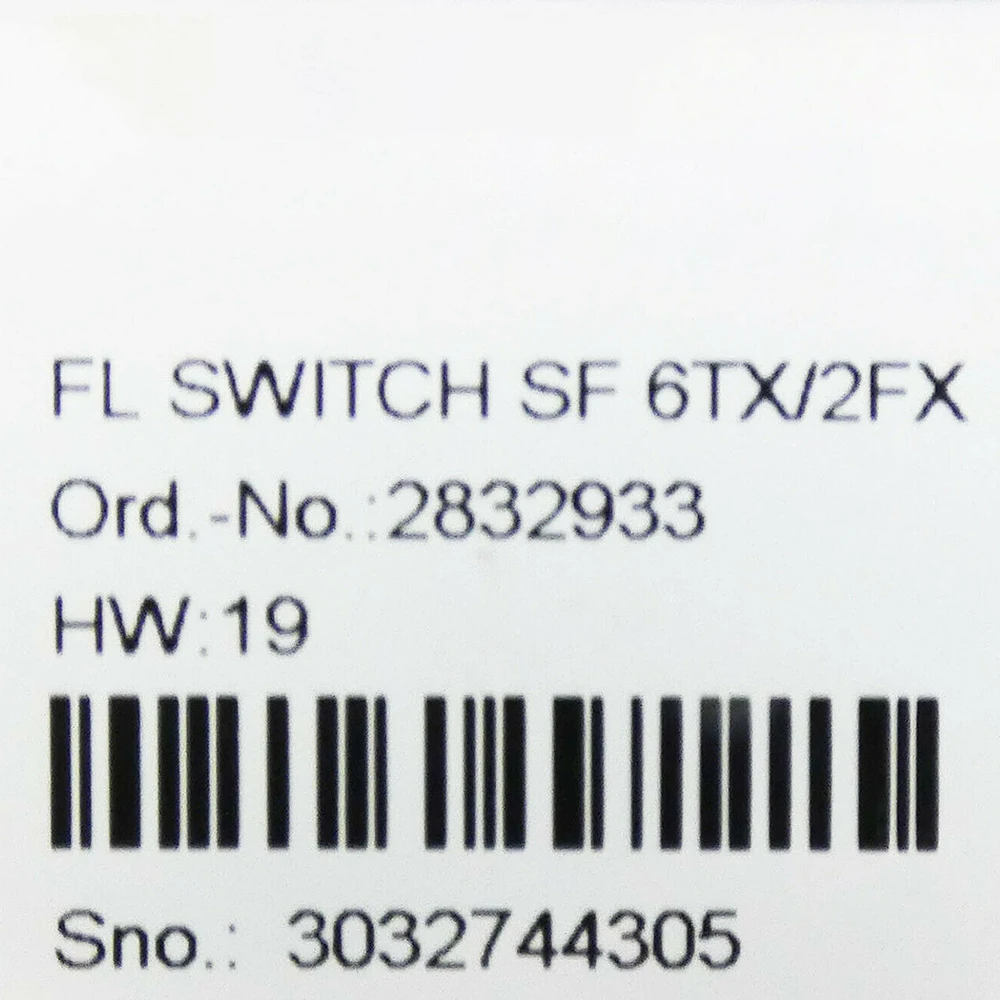 FL SWITCH SF 6TX/2FX
Ord.-No.:2832933
HW:19
Sno.: 3032744305